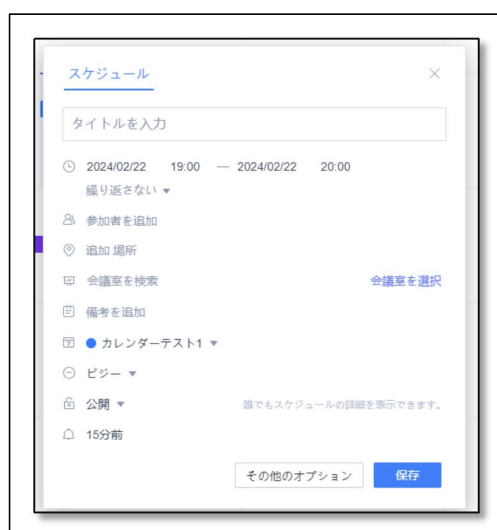 スケジュール
タイトルを入力
2024/02/22 19:00 — 2024/02/22 20:00
繰り返さない
参加者を追加
追加 場所
会議室を検索 会議室を選択
備考を追加
カレンダーテスト1
ビジー
公開 誰でもスケジュールの詳細を表示できます。
15分前
その他のオプション 保存